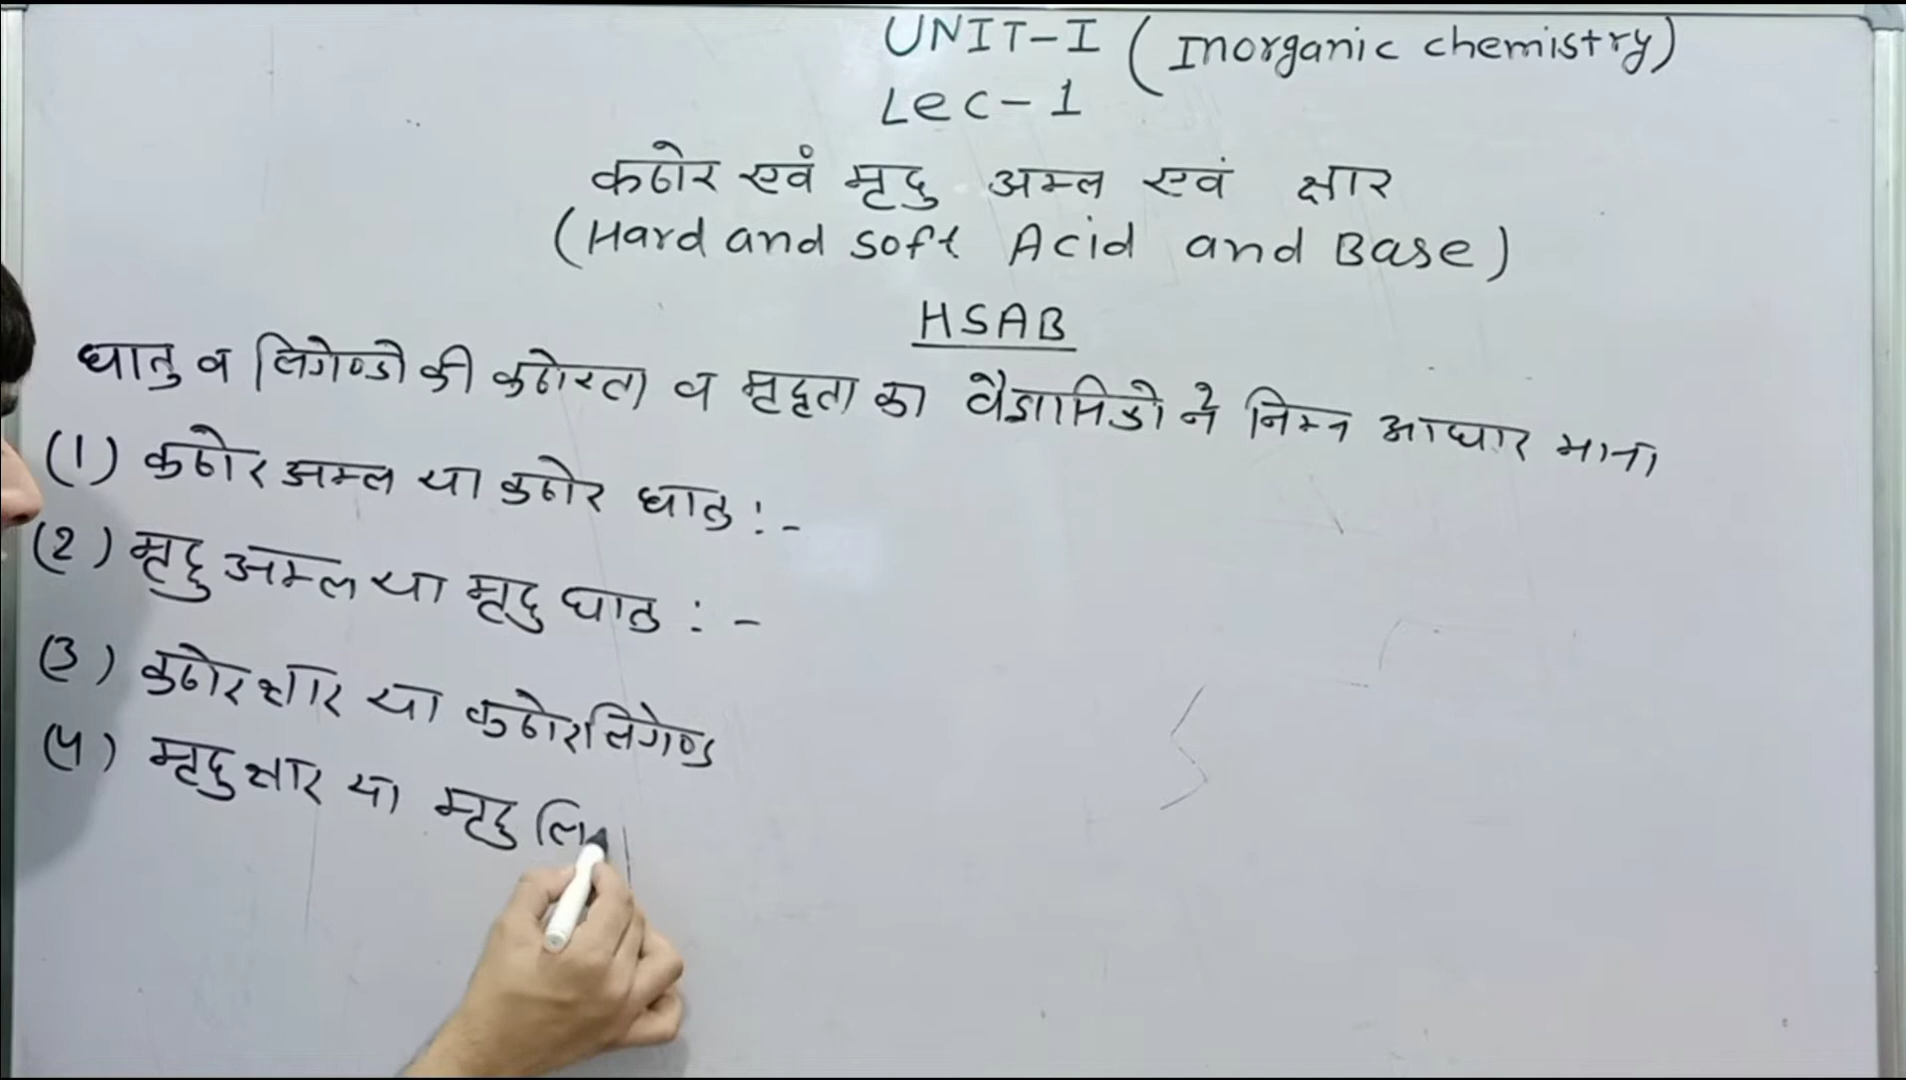 UNIT-I (Inorganic chemistry)
Lec-1
कठोर एवं मृदु अम्ल एवं क्षार
(Hard and soft Acid and Base)
HSAB
धातु व लिगेण्डो की कठोरता व मृदुता का वैज्ञानिको ने निम्न आधार माना
(1) कठोर अम्ल या कठोर धातु :-
(2) मृदु अम्ल या मृदु धातु : -
(3) कठोर क्षार या कठोर लिगेण्ड
(4) मृदु क्षार या मृदु लि